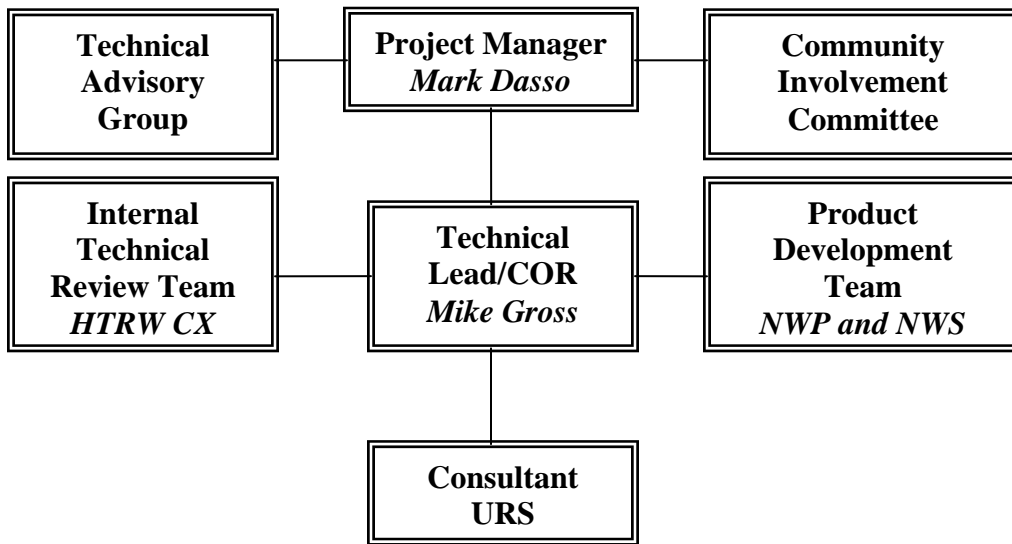 Technical
Advisory
Group
Project Manager
Mark Dasso
Community
Involvement
Committee
Internal
Technical
Review Team
HTRW CX
Technical
Lead/COR
Mike Gross
Product
Development
Team
NWP and NWS
Consultant
URS